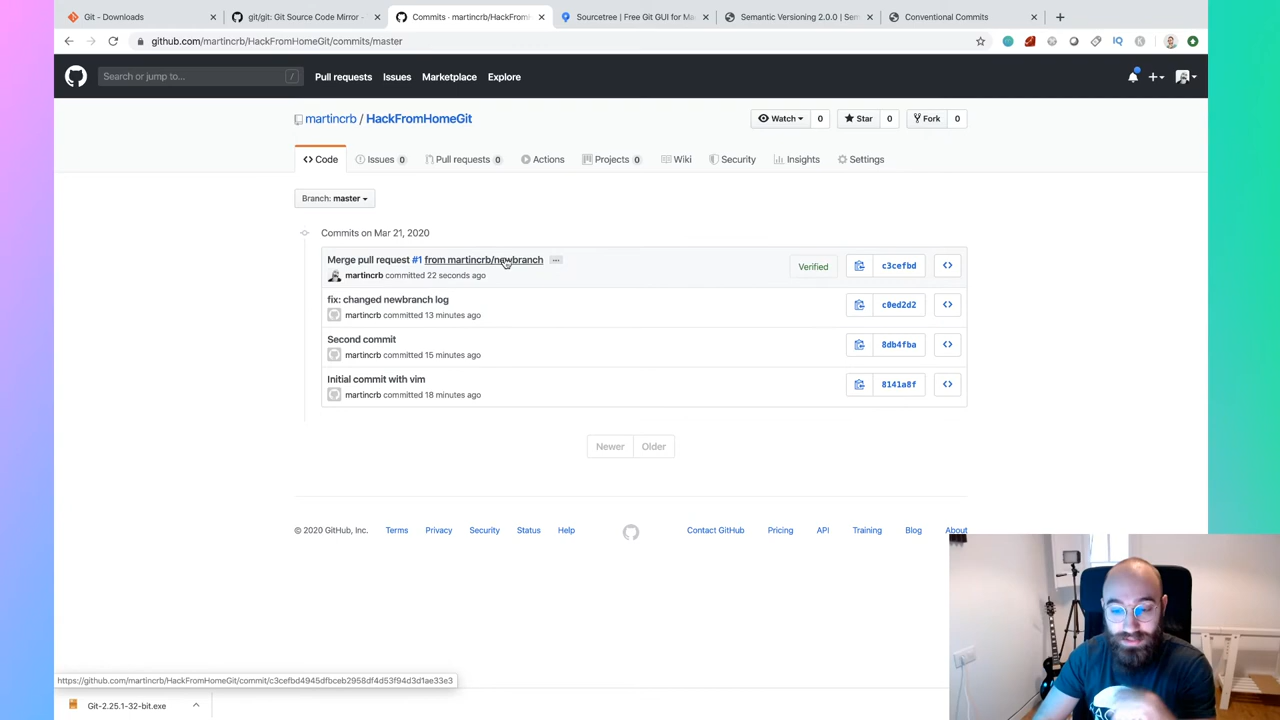 Git - Downloads
git/git: Git Source Code Mirror -
Commits · martincrb/HackFromH
Sourcetree | Free Git GUI for Ma
Semantic Versioning 2.0.0 | Sem
Conventional Commits
github.com/martincrb/HackFromHomeGit/commits/master
IQ
K
Search or jump to...
/
Pull requests
Issues
Marketplace
Explore
martincrb / HackFromHomeGit
Watch
0
Star
0
Fork
0
Code
Issues 0
Pull requests 0
Actions
Projects 0
Wiki
Security
Insights
Settings
Branch: master
Commits on Mar 21, 2020
Merge pull request #1 from martincrb/newbranch ...
martincrb committed 22 seconds ago
Verified
c3cefbd
fix: changed newbranch log
martincrb committed 13 minutes ago
c0ed2d2
Second commit
martincrb committed 15 minutes ago
8db4fba
Initial commit with vim
martincrb committed 18 minutes ago
8141a8f
Newer
Older
© 2020 GitHub, Inc.
Terms
Privacy
Security
Status
Help
Contact GitHub
Pricing
API
Training
Blog
About
https://github.com/martincrb/HackFromHomeGit/commit/c3cefbd4945dfbceb2958df4d53f94d3d1ae33e3
Git-2.25.1-32-bit.exe